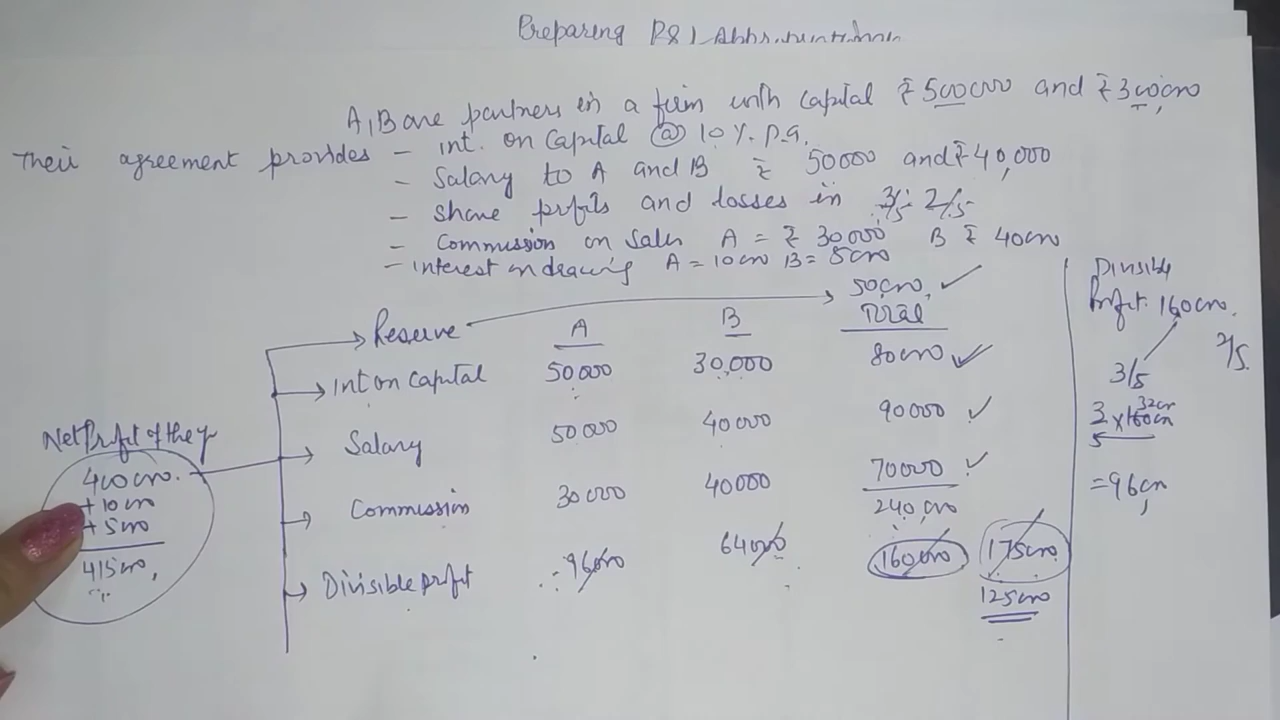 Preparing P&L
A, B are partners in a firm with capital ₹ 500000 and ₹ 300000
Their agreement provides - int. on capital @ 10 %. p.a.
- Salary to A and B ₹ 50000 and ₹ 40,000
- Share profits and losses in 3/5 : 2/5
- Commission on Sales A = ₹ 30000 B ₹ 40000
- interest on drawing A = 10000 B = 5000
50000
Reserve A B Total
Int on capital 50000 30,000 80000
Salary 50000 40000 90000
Commission 30000 40000 70000
240,000
Divisible profit 96000 64000 160000 175000
125000
Net Profit of the yr
400000
+ 10000
+ 5000
415000
Divisible
Profit 160000
3/5 2/5
3/5 x 160000 32000
= 96000